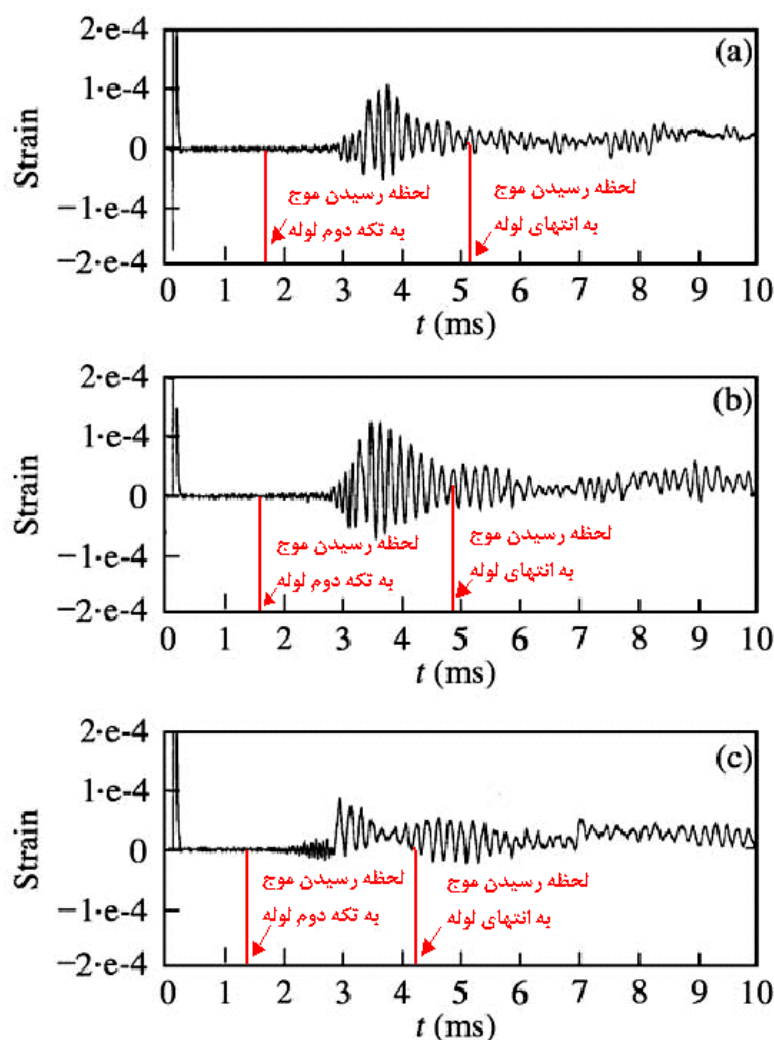 (a)
Strain
2·e-4
1·e-4
0
−1·e-4
−2·e-4
لحظه رسیدن موج
به تکه دوم لوله
لحظه رسیدن موج
به انتهای لوله
0 1 2 3 4 5 6 7 8 9 10
t (ms)
(b)
Strain
2·e-4
1·e-4
0
−1·e-4
−2·e-4
لحظه رسیدن موج
به تکه دوم لوله
لحظه رسیدن موج
به انتهای لوله
0 1 2 3 4 5 6 7 8 9 10
t (ms)
(c)
Strain
2·e-4
1·e-4
0
−1·e-4
−2·e-4
لحظه رسیدن موج
به تکه دوم لوله
لحظه رسیدن موج
به انتهای لوله
0 1 2 3 4 5 6 7 8 9 10
t (ms)